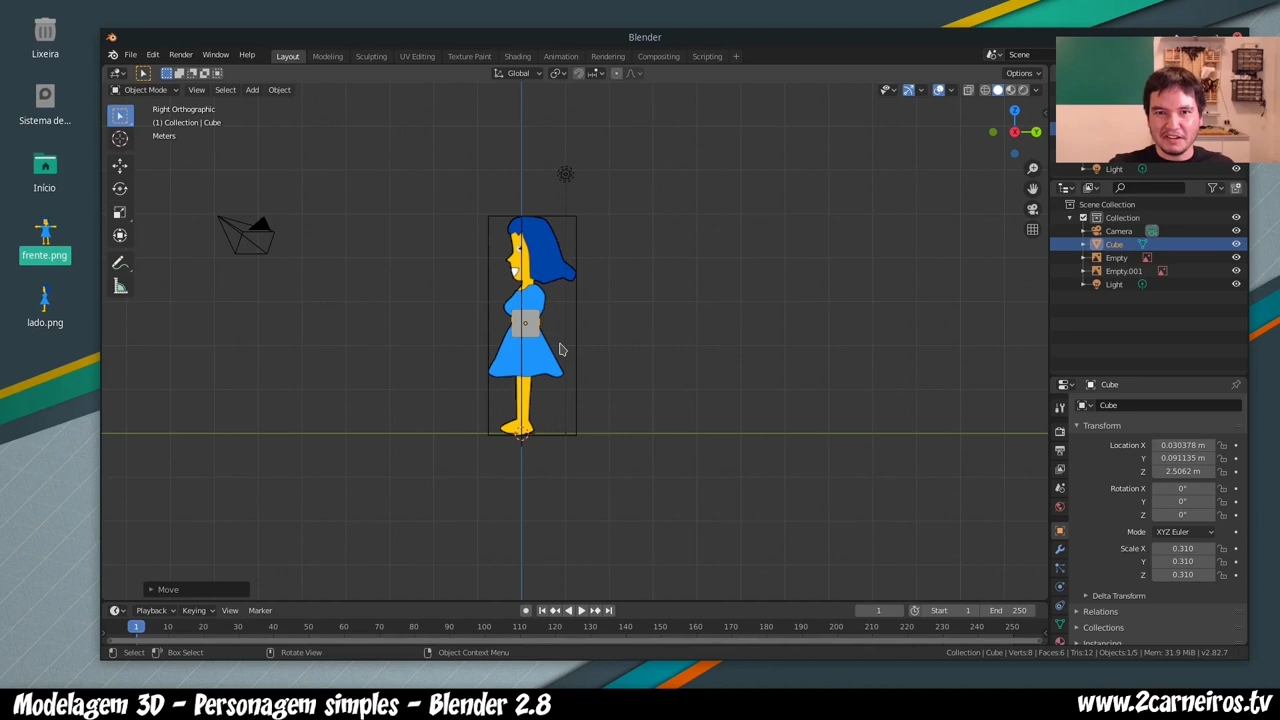 Blender
File Edit Render Window Help Layout Modeling Sculpting UV Editing Texture Paint Shading Animation Rendering Compositing Scripting + Scene
Global Options
Object Mode View Select Add Object
Right Orthographic
(1) Collection | Cube
Meters
Z
X
Y
Light
Scene Collection
Collection
Camera
Cube
Empty
Empty.001
Light
Cube
Cube
Transform
Location X 0.030378 m
Y 0.091135 m
Z 2.5062 m
Rotation X 0°
Y 0°
Z 0°
Mode XYZ Euler
Scale X 0.310
Y 0.310
Z 0.310
Delta Transform
Relations
Collections
Instancing
Move
Playback Keying View Marker 1 Start 1 End 250
1 10 20 30 40 50 60 70 80 90 100 110 120 130 140 150 160 170 180 190 200 210 220 230 240 250
Select Box Select Rotate View Object Context Menu Collection | Cube | Verts:8 | Faces:6 | Tris:12 | Objects:1/5 | Mem: 31.9 MiB | v2.82.7
Lixeira
Sistema de...
Início
frente.png
lado.png
Modelagem 3D - Personagem simples - Blender 2.8
www.2carneiros.tv